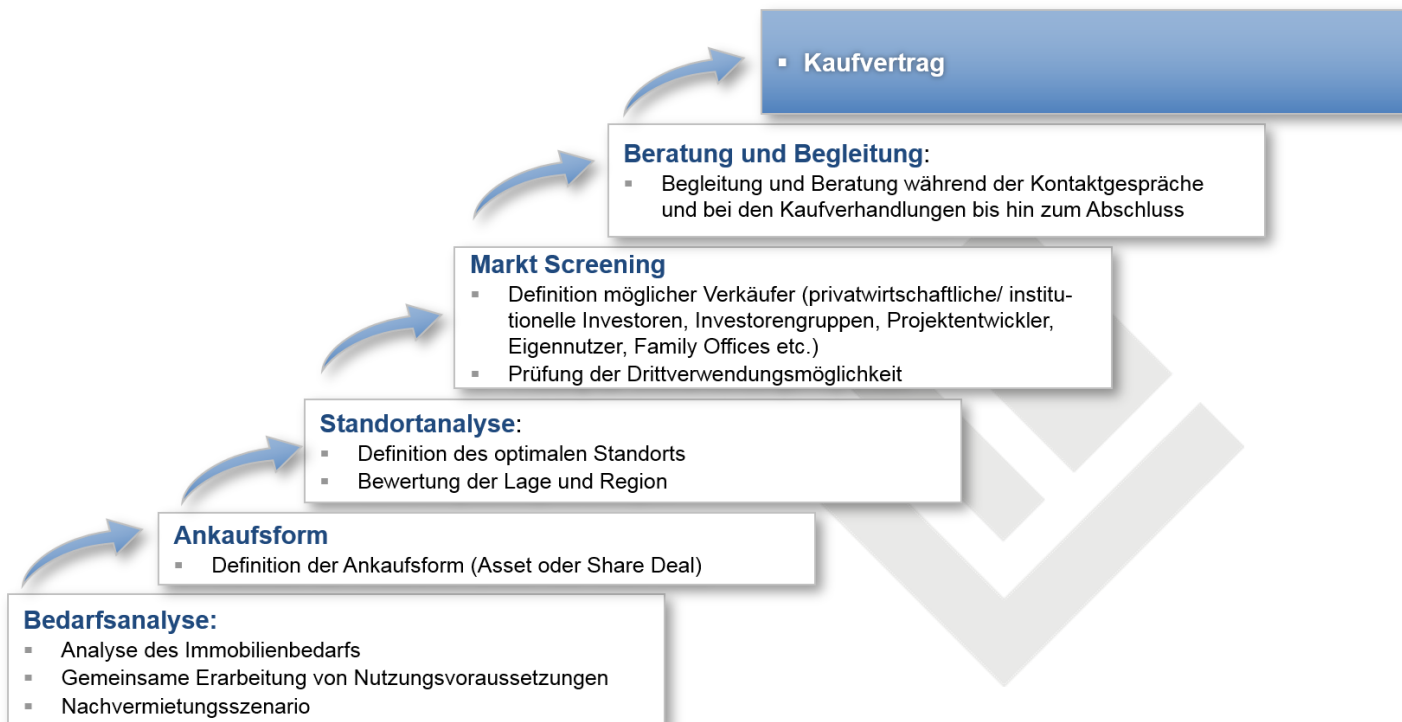 ▪ Kaufvertrag
Beratung und Begleitung:
▪ Begleitung und Beratung während der Kontaktgespräche
und bei den Kaufverhandlungen bis hin zum Abschluss
Markt Screening
▪ Definition möglicher Verkäufer (privatwirtschaftliche/ institu-
tionelle Investoren, Investorengruppen, Projektentwickler,
Eigennutzer, Family Offices etc.)
▪ Prüfung der Drittverwendungsmöglichkeit
Standortanalyse:
▪ Definition des optimalen Standorts
▪ Bewertung der Lage und Region
Ankaufsform
▪ Definition der Ankaufsform (Asset oder Share Deal)
Bedarfsanalyse:
▪ Analyse des Immobilienbedarfs
▪ Gemeinsame Erarbeitung von Nutzungsvoraussetzungen
▪ Nachvermietungsszenario